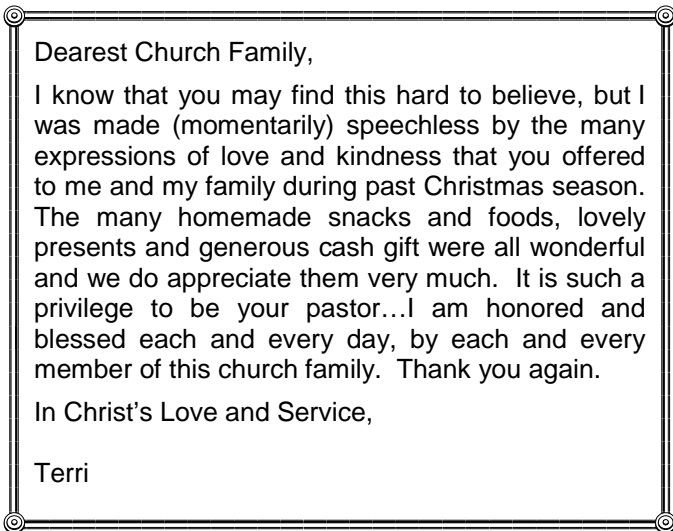 Dearest Church Family,
I know that you may find this hard to believe, but I
was made (momentarily) speechless by the many
expressions of love and kindness that you offered
to me and my family during past Christmas season.
The many homemade snacks and foods, lovely
presents and generous cash gift were all wonderful
and we do appreciate them very much.  It is such a
privilege to be your pastor…I am honored and
blessed each and every day, by each and every
member of this church family.  Thank you again.
In Christ’s Love and Service,
Terri